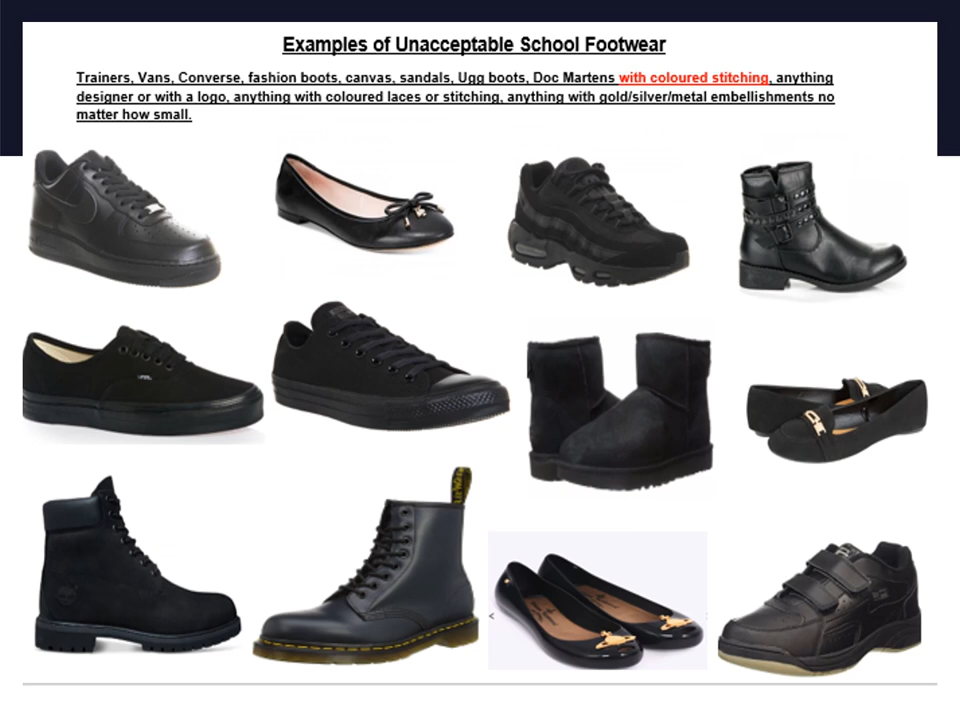 Examples of Unacceptable School Footwear
Trainers, Vans, Converse, fashion boots, canvas, sandals, Ugg boots, Doc Martens with coloured stitching, anything
designer or with a logo, anything with coloured laces or stitching, anything with gold/silver/metal embellishments no
matter how small.